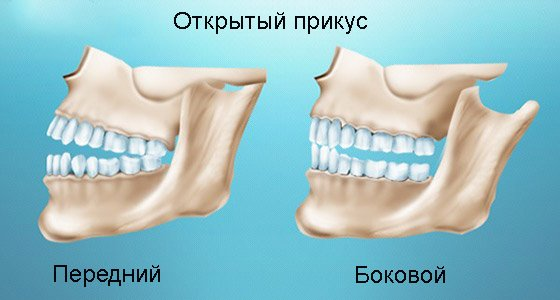 Открытый прикус
Передний
Боковой